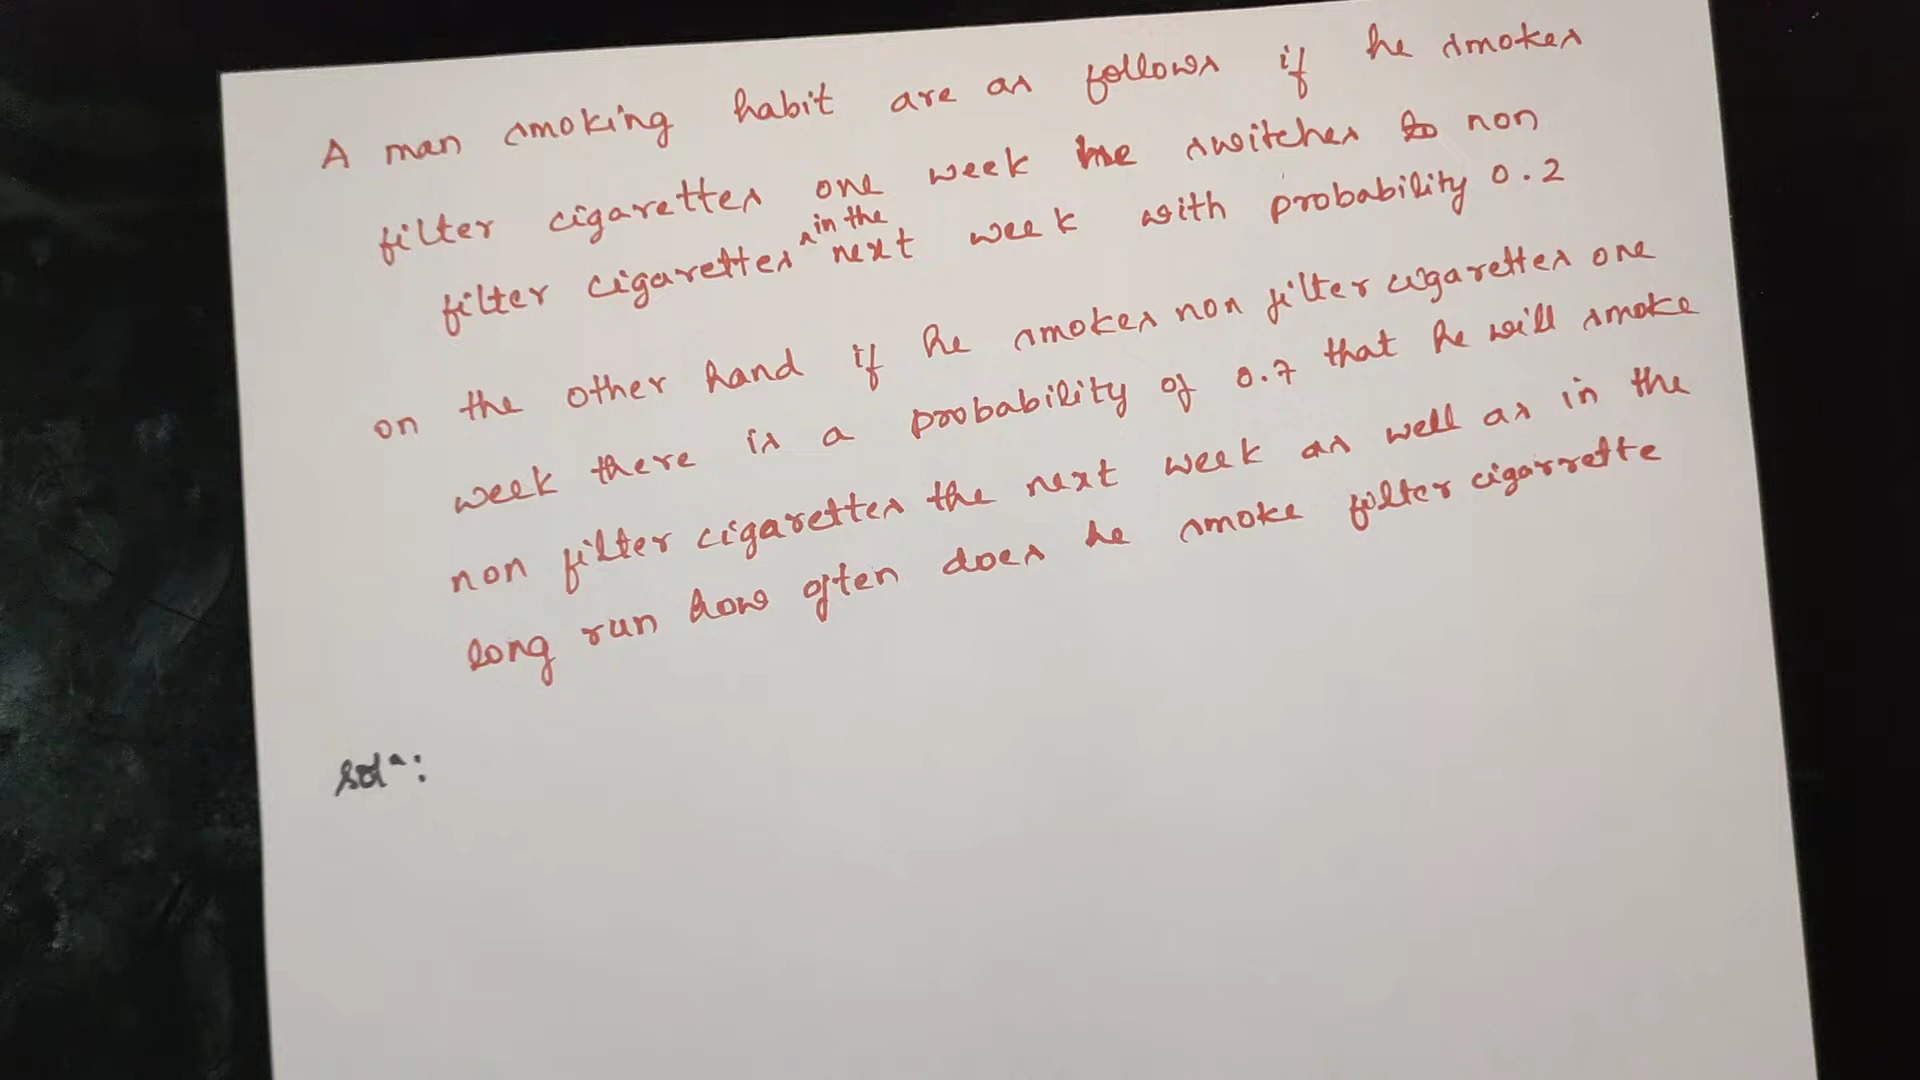 A man smoking habit are as follows if he smokes
filter cigarettes one week he switches to non
filter cigarettes in the next week with probability 0.2
on the other hand if he smokes non filter cigarettes one
week there is a probability of 0.7 that he will smoke
non filter cigarettes the next week as well as in the
long run how often does he smoke filter cigarrette
Soln: